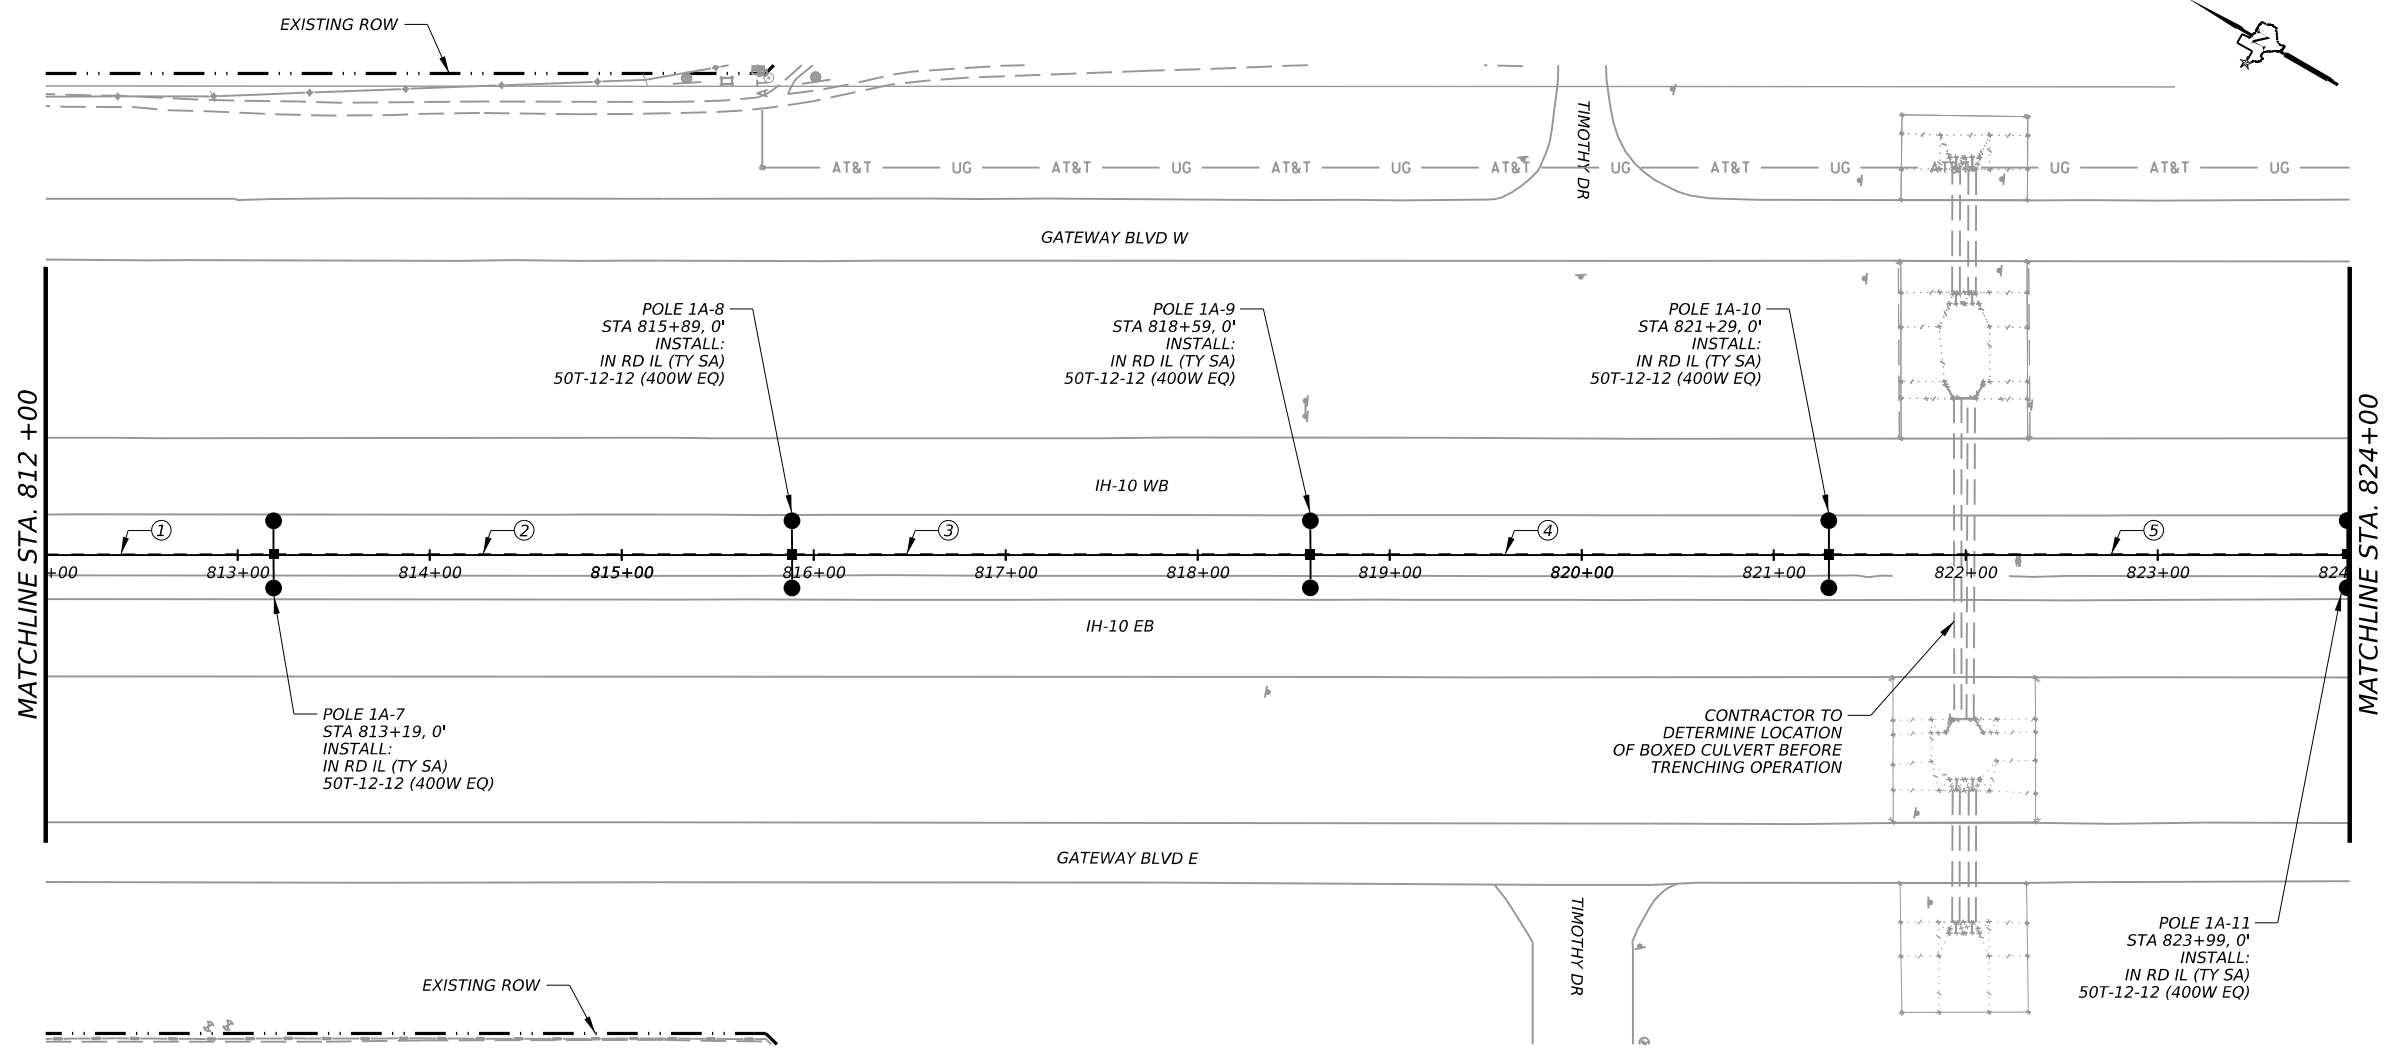 EXISTING ROW
TIMOTHY DR
AT&T UG AT&T UG AT&T UG AT&T UG AT&T UG AT&T UG AT&T UG
GATEWAY BLVD W
POLE 1A-8
STA 815+89, 0'
INSTALL:
IN RD IL (TY SA)
50T-12-12 (400W EQ)
POLE 1A-9
STA 818+59, 0'
INSTALL:
IN RD IL (TY SA)
50T-12-12 (400W EQ)
POLE 1A-10
STA 821+29, 0'
INSTALL:
IN RD IL (TY SA)
50T-12-12 (400W EQ)
MATCHLINE STA. 812 +00
MATCHLINE STA. 824+00
IH-10 WB
1 2 3 4 5
+00 813+00 814+00 815+00 816+00 817+00 818+00 819+00 820+00 821+00 822+00 823+00 824
IH-10 EB
POLE 1A-7
STA 813+19, 0'
INSTALL:
IN RD IL (TY SA)
50T-12-12 (400W EQ)
CONTRACTOR TO
DETERMINE LOCATION
OF BOXED CULVERT BEFORE
TRENCHING OPERATION
GATEWAY BLVD E
TIMOTHY DR
POLE 1A-11
STA 823+99, 0'
INSTALL:
IN RD IL (TY SA)
50T-12-12 (400W EQ)
EXISTING ROW